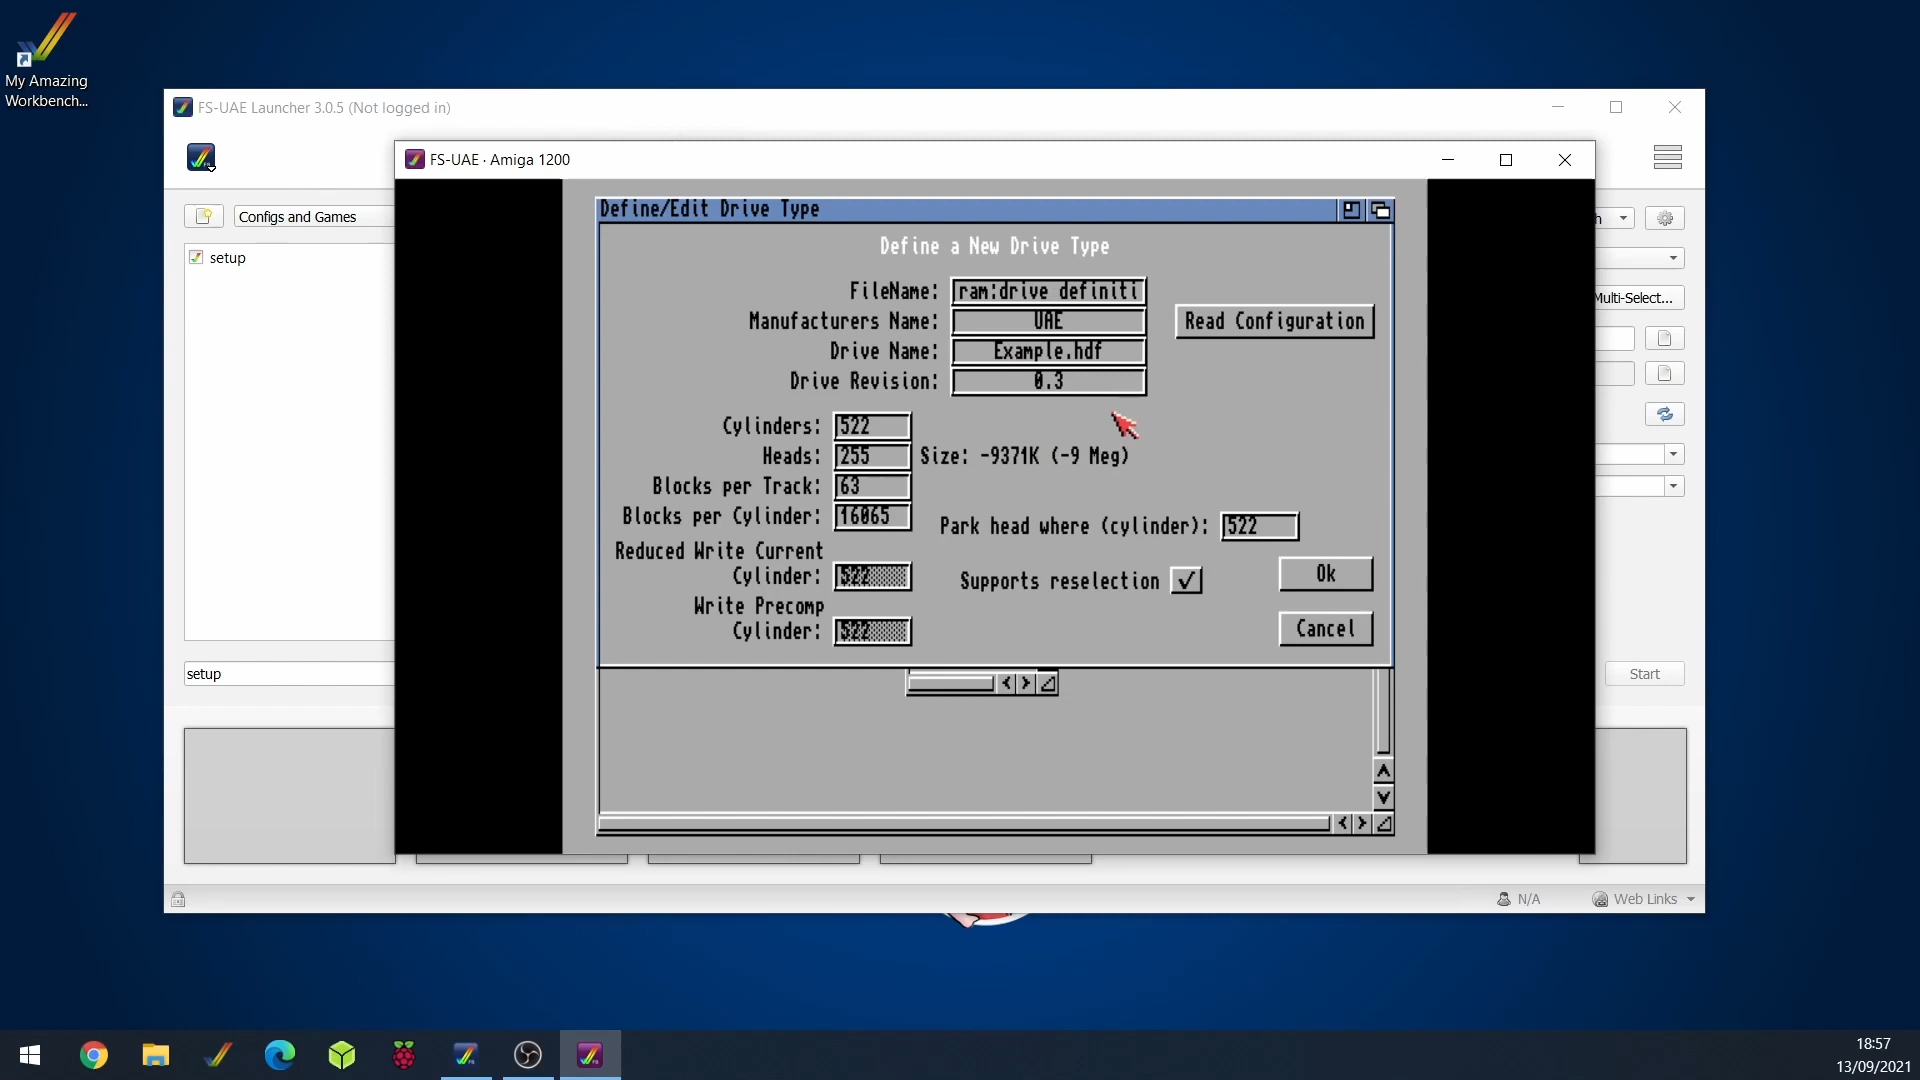 My Amazing
Workbench...
FS-UAE Launcher 3.0.5 (Not logged in)
FS-UAE · Amiga 1200
Configs and Games
setup
Define/Edit Drive Type
Define a New Drive Type
FileName: ram:drive definiti
Manufacturers Name: UAE
Read Configuration
Drive Name: Example.hdf
Drive Revision: 0.3
Cylinders: 522
Heads: 255 Size: -9371K (-9 Meg)
Blocks per Track: 63
Blocks per Cylinder: 16065
Park head where (cylinder): 522
Reduced Write Current
Cylinder: 522
Supports reselection
Ok
Write Precomp
Cylinder: 522
Cancel
h
Multi-Select...
setup
Start
N/A
Web Links
18:57
13/09/2021